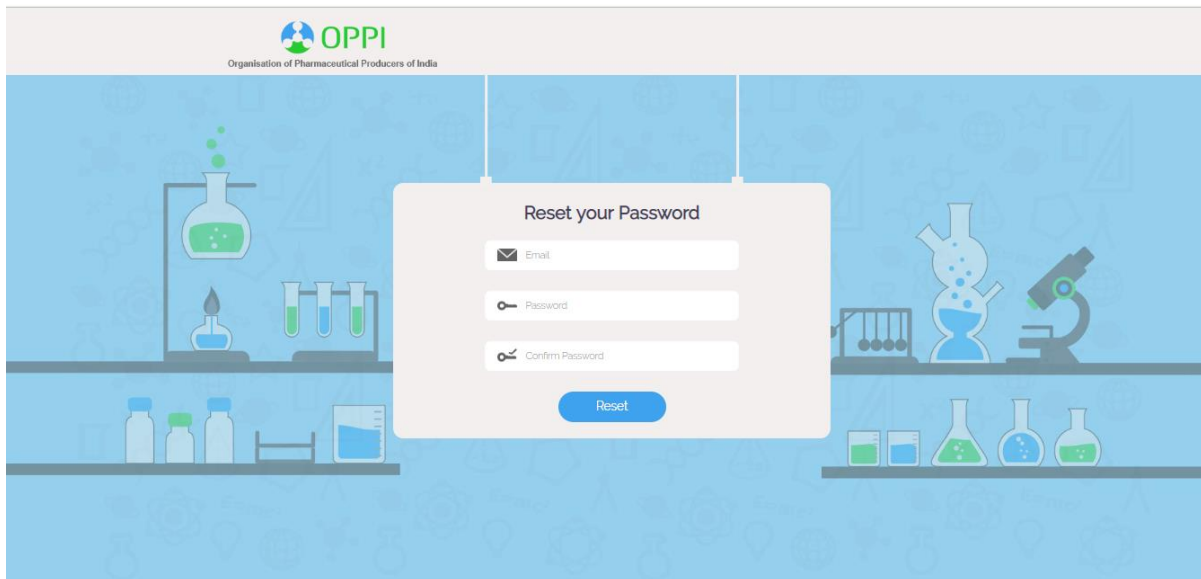 OPPI
Organisation of Pharmaceutical Producers of India
Reset your Password
Email
Password
Confirm Password
Reset